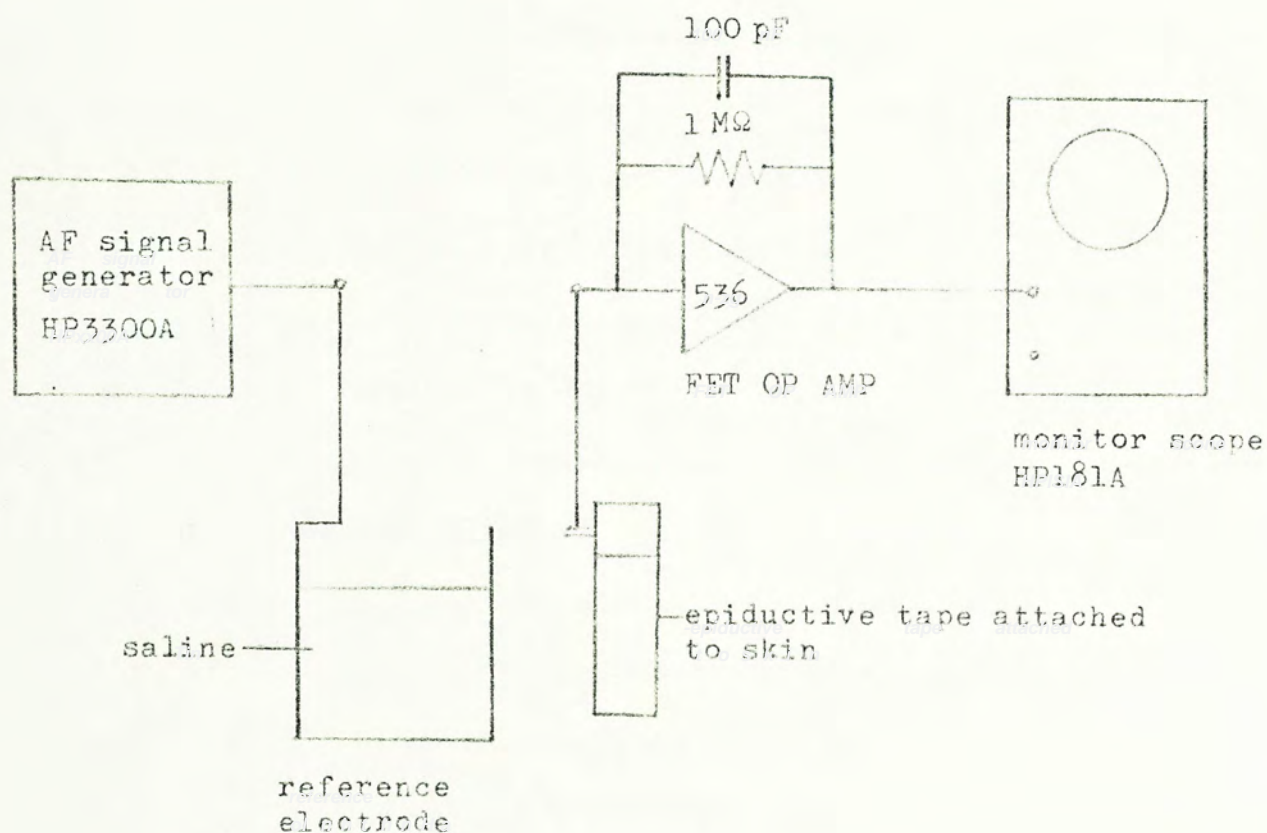 100 pF
1 MΩ
AF signal
generator
HP3300A
536
FET OP AMP
monitor scope
HP181A
saline
epiductive tape attached
to skin
reference
electrode